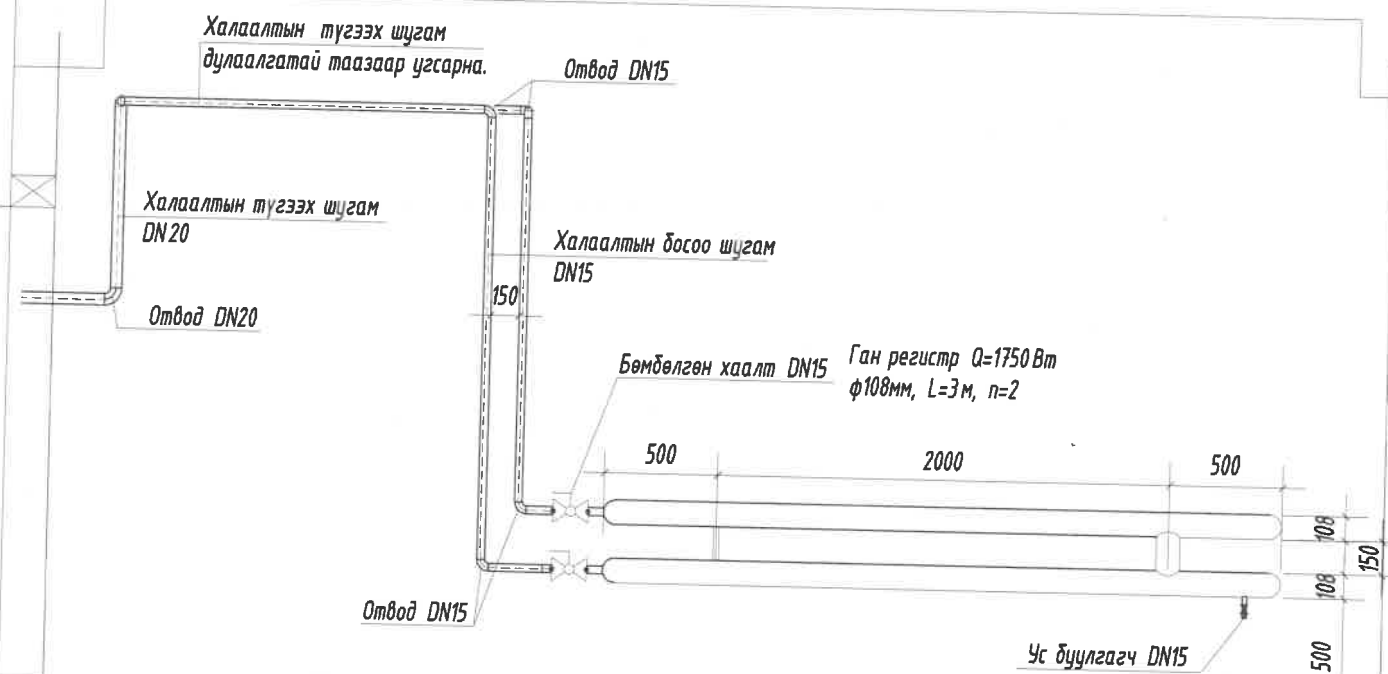 Халаалтын түгээх шугам
дулаалгатай таазаар угсарна.
Отвод DN15
Халаалтын түгээх шугам
DN20
Халаалтын босоо шугам
DN15
150
Отвод DN20
Бөмбөлгөн хаалт DN15
Ган регистр Q=1750Вт
ф108мм, L=3м, n=2
500
2000
500
108
150
108
Отвод DN15
Ус буулгагч DN15
500